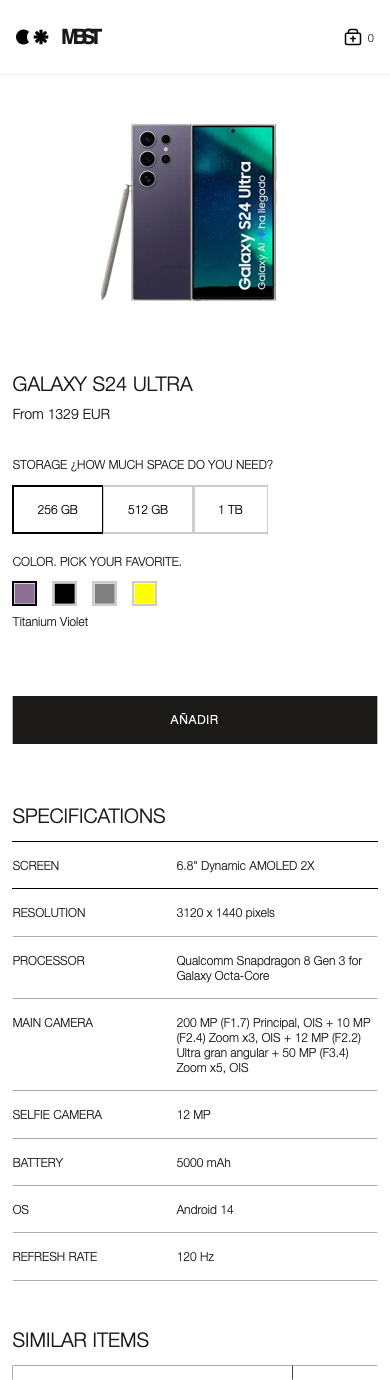 MBST
0
Galaxy S24 Ultra
Galaxy AI ha llegado
GALAXY S24 ULTRA
From 1329 EUR
STORAGE ¿HOW MUCH SPACE DO YOU NEED?
256 GB
512 GB
1 TB
COLOR. PICK YOUR FAVORITE.
Titanium Violet
AÑADIR
SPECIFICATIONS
SCREEN
6.8" Dynamic AMOLED 2X
RESOLUTION
3120 x 1440 pixels
PROCESSOR
Qualcomm Snapdragon 8 Gen 3 for
Galaxy Octa-Core
MAIN CAMERA
200 MP (F1.7) Principal, OIS + 10 MP
(F2.4) Zoom x3, OIS + 12 MP (F2.2)
Ultra gran angular + 50 MP (F3.4)
Zoom x5, OIS
SELFIE CAMERA
12 MP
BATTERY
5000 mAh
OS
Android 14
REFRESH RATE
120 Hz
SIMILAR ITEMS